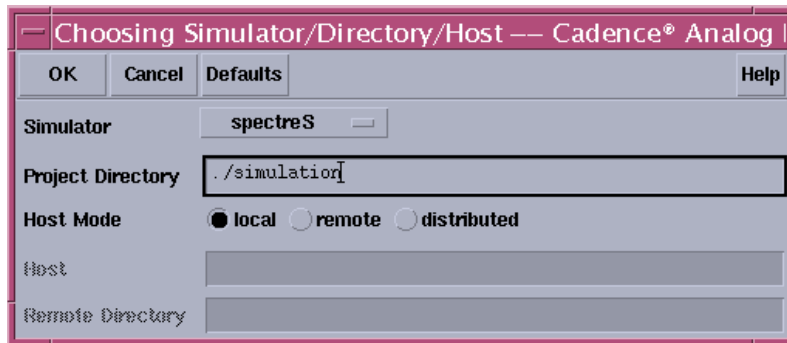 Choosing Simulator/Directory/Host –– Cadence® Analog
OK Cancel Defaults Help
Simulator spectreS
Project Directory ./simulation
Host Mode local remote distributed
Host
Remote Directory